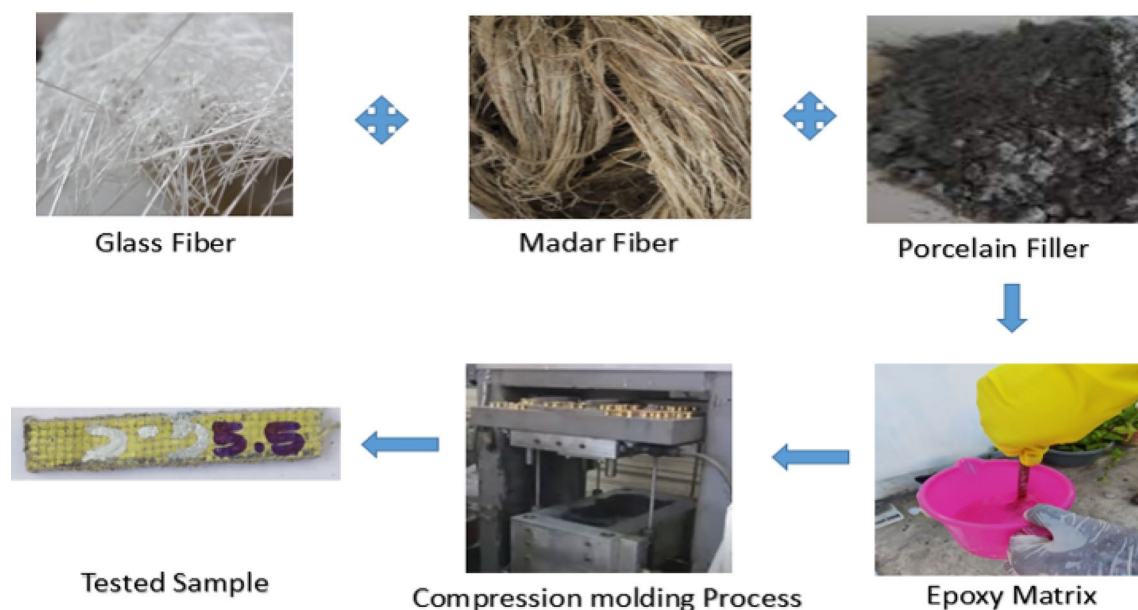 Glass Fiber
Madar Fiber
Porcelain Filler
5.5
Tested Sample
Compression molding Process
Epoxy Matrix